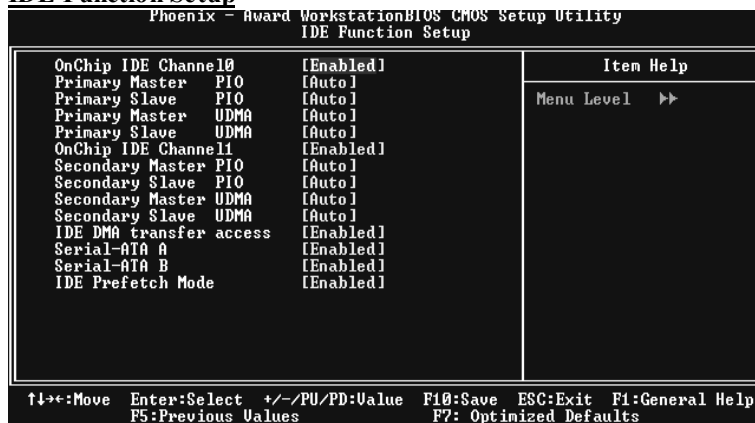 IDE Function Setup
Phoenix - Award WorkstationBIOS CMOS Setup Utility
IDE Function Setup
OnChip IDE Channel0 [Enabled]
Primary Master PIO [Auto]
Primary Slave PIO [Auto]
Primary Master UDMA [Auto]
Primary Slave UDMA [Auto]
OnChip IDE Channel1 [Enabled]
Secondary Master PIO [Auto]
Secondary Slave PIO [Auto]
Secondary Master UDMA [Auto]
Secondary Slave UDMA [Auto]
IDE DMA transfer access [Enabled]
Serial-ATA A [Enabled]
Serial-ATA B [Enabled]
IDE Prefetch Mode [Enabled]
Item Help
Menu Level ▶▶
↑↓→←:Move Enter:Select +/-/PU/PD:Value F10:Save ESC:Exit F1:General Help
F5:Previous Values F7: Optimized Defaults